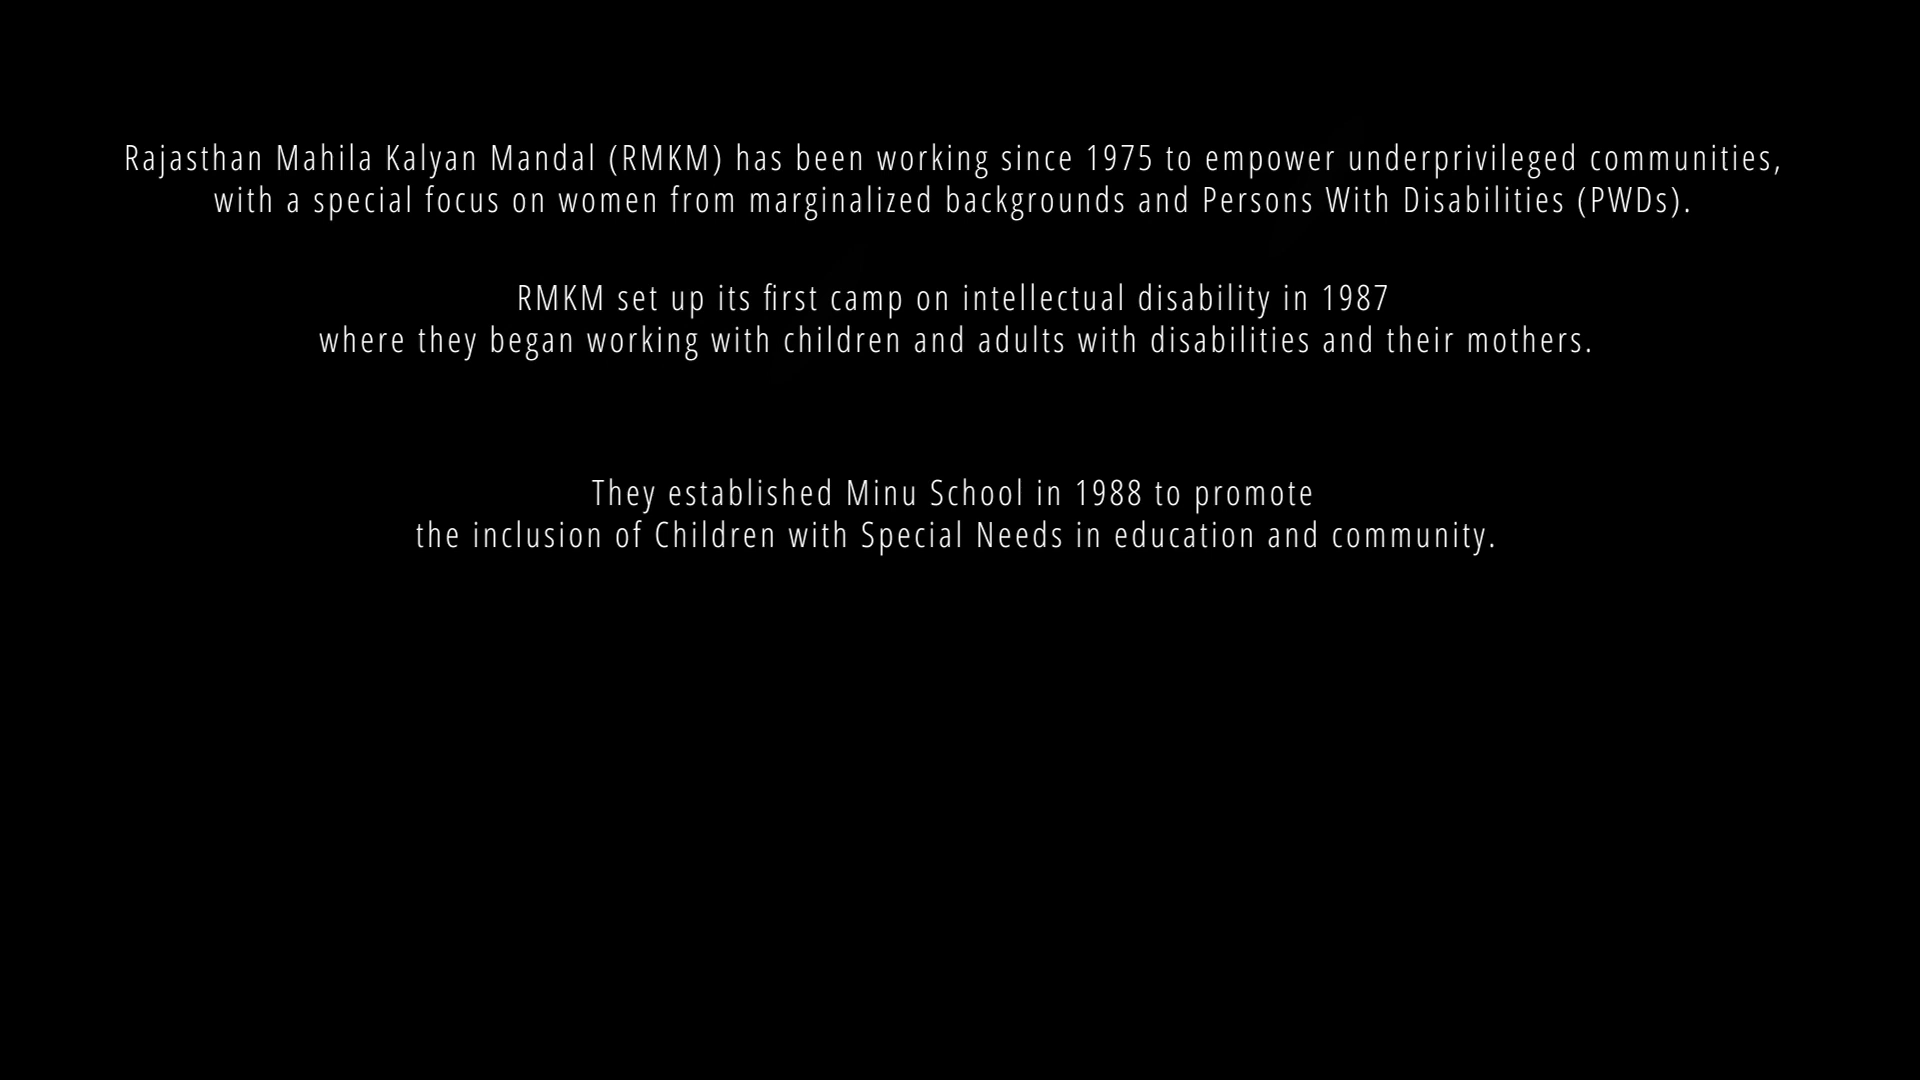 Rajasthan Mahila Kalyan Mandal (RMKM) has been working since 1975 to empower underprivileged communities,
with a special focus on women from marginalized backgrounds and Persons With Disabilities (PWDs).
RMKM set up its first camp on intellectual disability in 1987
where they began working with children and adults with disabilities and their mothers.
They established Minu School in 1988 to promote
the inclusion of Children with Special Needs in education and community.